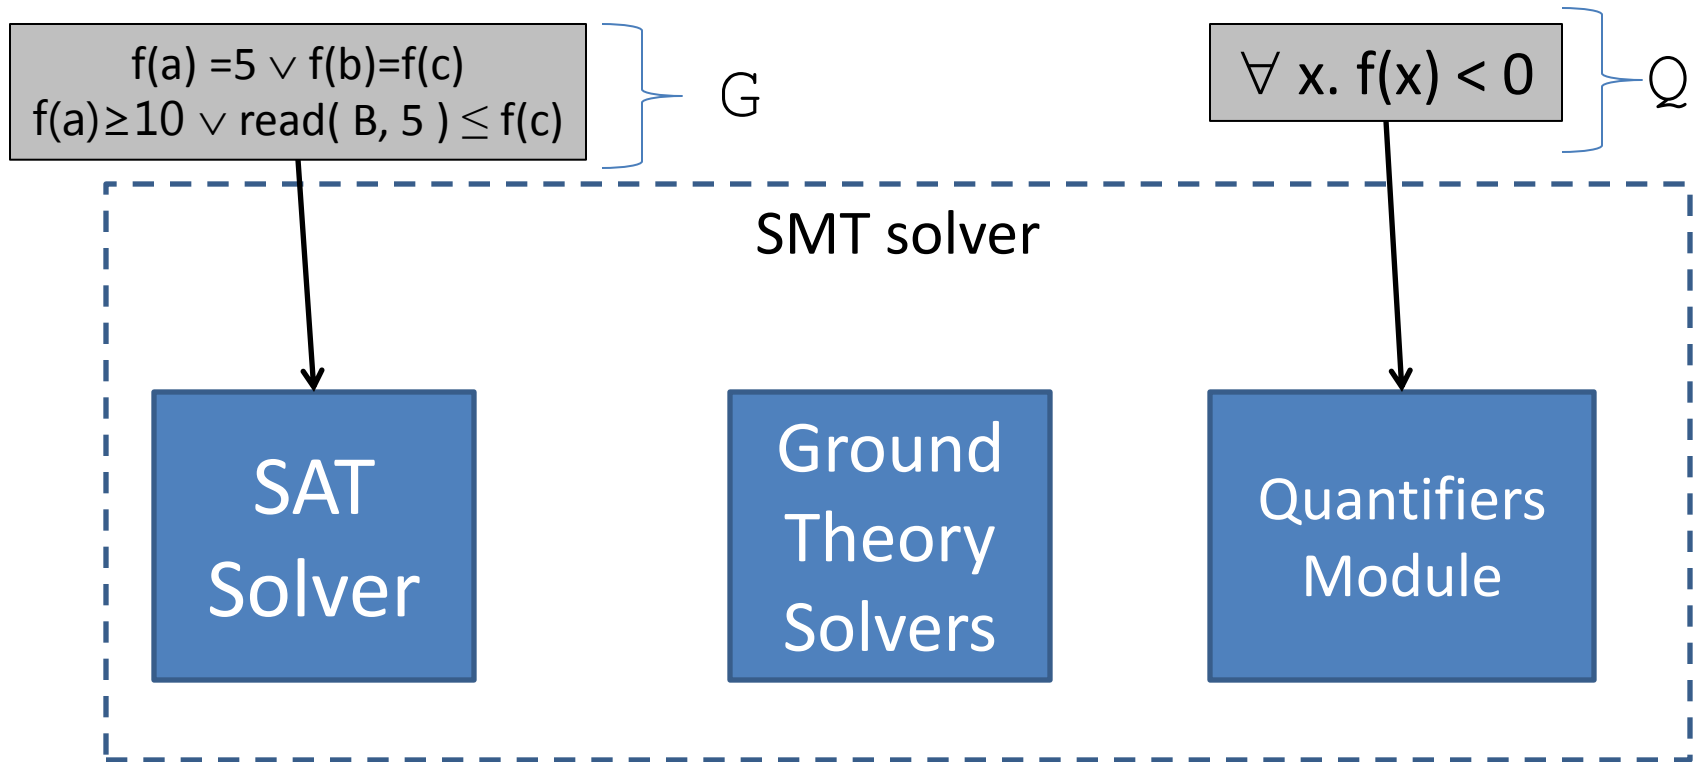 f(a) =5 ∨ f(b)=f(c)
f(a)≥10 ∨ read( B, 5 ) ≤ f(c)
G
∀ x. f(x) < 0
Q
SMT solver
SAT
Solver
Ground
Theory
Solvers
Quantifiers
Module